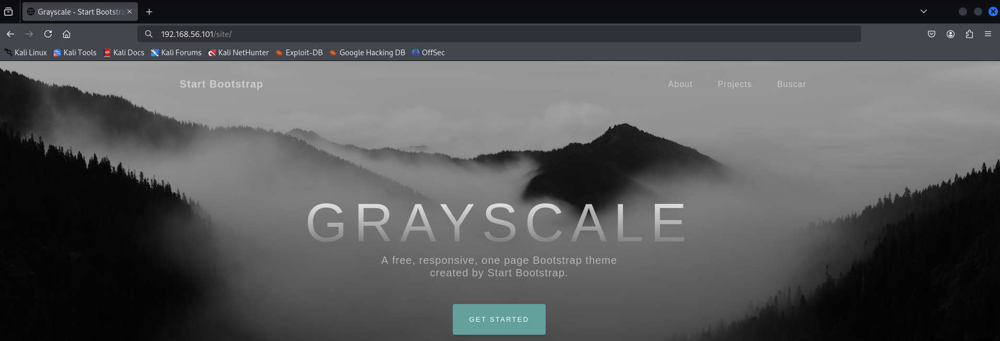 Grayscale - Start Bootstra
192.168.56.101/site/
Kali Linux Kali Tools Kali Docs Kali Forums Kali NetHunter Exploit-DB Google Hacking DB OffSec
Start Bootstrap About Projects Buscar
GRAYSCALE
A free, responsive, one page Bootstrap theme
created by Start Bootstrap.
GET STARTED